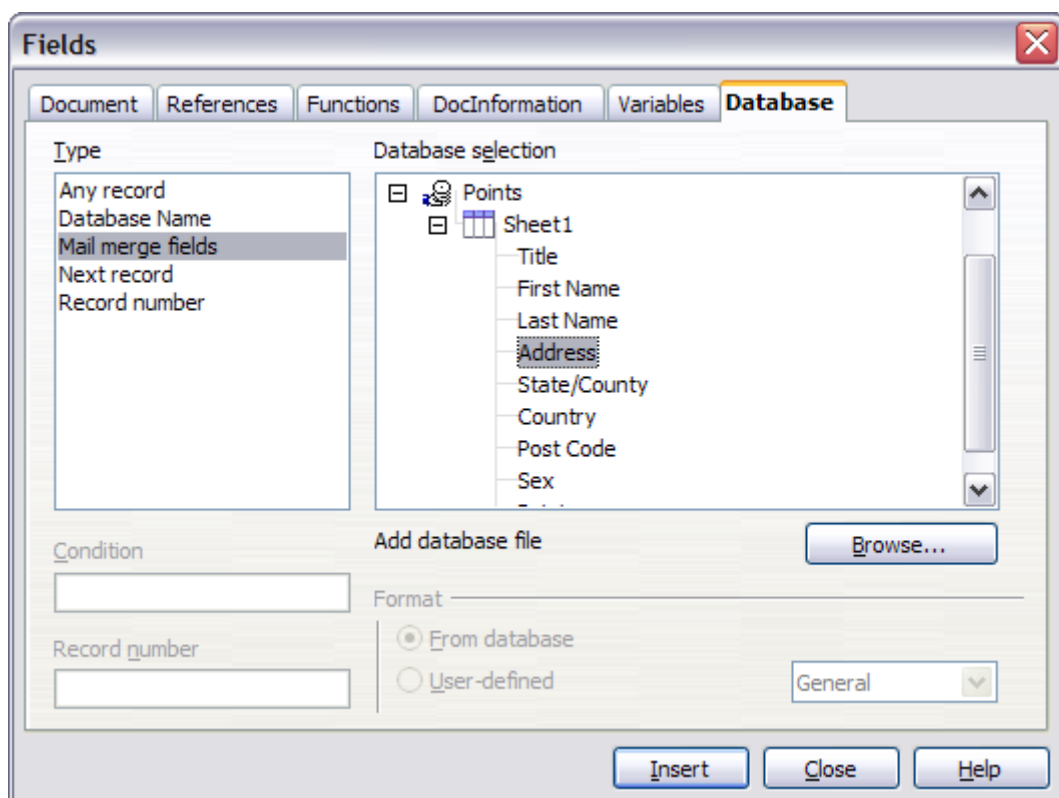 Fields
Document References Functions DocInformation Variables Database
Type
Any record
Database Name
Mail merge fields
Next record
Record number
Database selection
Points
Sheet1
Title
First Name
Last Name
Address
State/County
Country
Post Code
Sex
Condition
Record number
Add database file
Browse...
Format
From database
User-defined
General
Insert Close Help